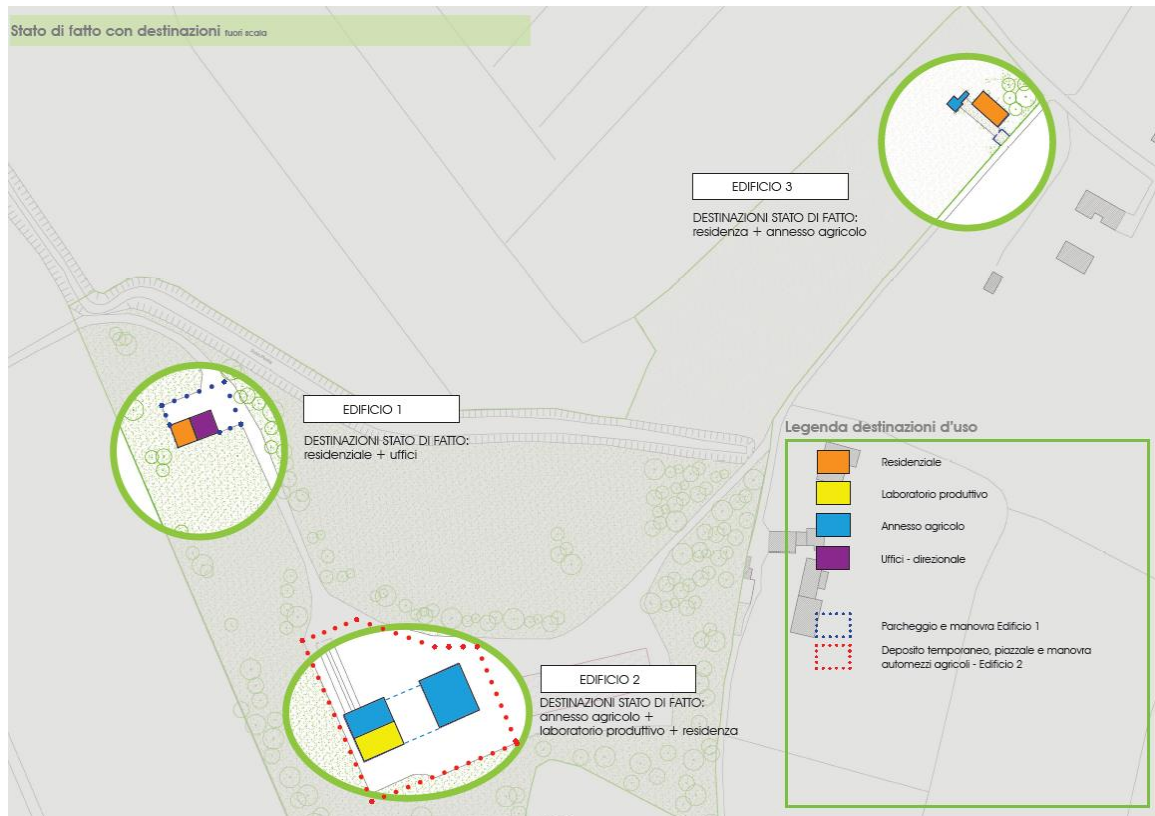 Stato di fatto con destinazioni fuori scala
EDIFICIO 3
DESTINAZIONI STATO DI FATTO:
residenza + annesso agricolo
EDIFICIO 1
DESTINAZIONI STATO DI FATTO:
residenziale + uffici
Legenda destinazioni d'uso
Residenziale
Laboratorio produttivo
Annesso agricolo
Uffici - direzionale
Parcheggio e manovra Edificio 1
Deposito temporaneo, piazzale e manovra
automezzi agricoli - Edificio 2
EDIFICIO 2
DESTINAZIONI STATO DI FATTO:
annesso agricolo +
laboratorio produttivo + residenza